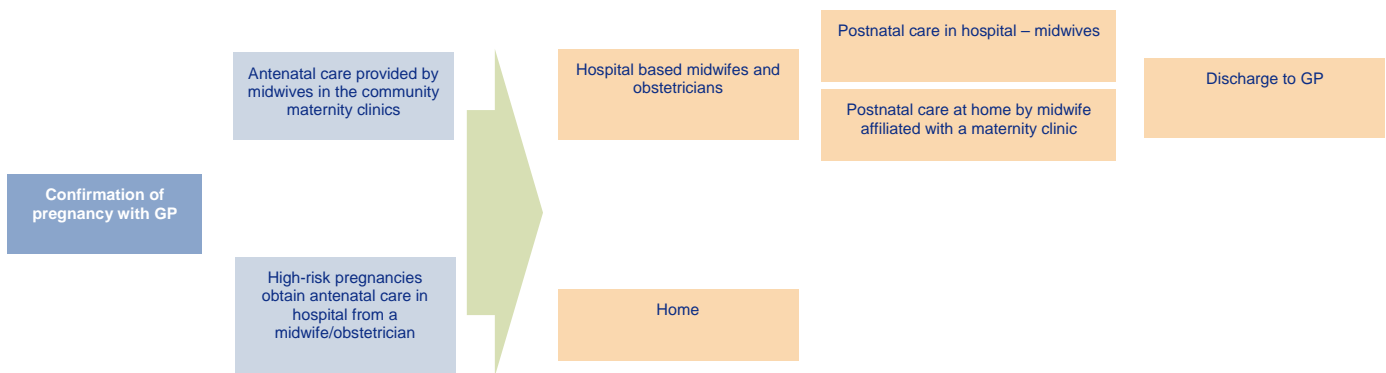 Confirmation of
pregnancy with GP
Antenatal care provided by
midwives in the community
maternity clinics
High-risk pregnancies
obtain antenatal care in
hospital from a
midwife/obstetrician
Hospital based midwifes and
obstetricians
Home
Postnatal care in hospital – midwives
Postnatal care at home by midwife
affiliated with a maternity clinic
Discharge to GP